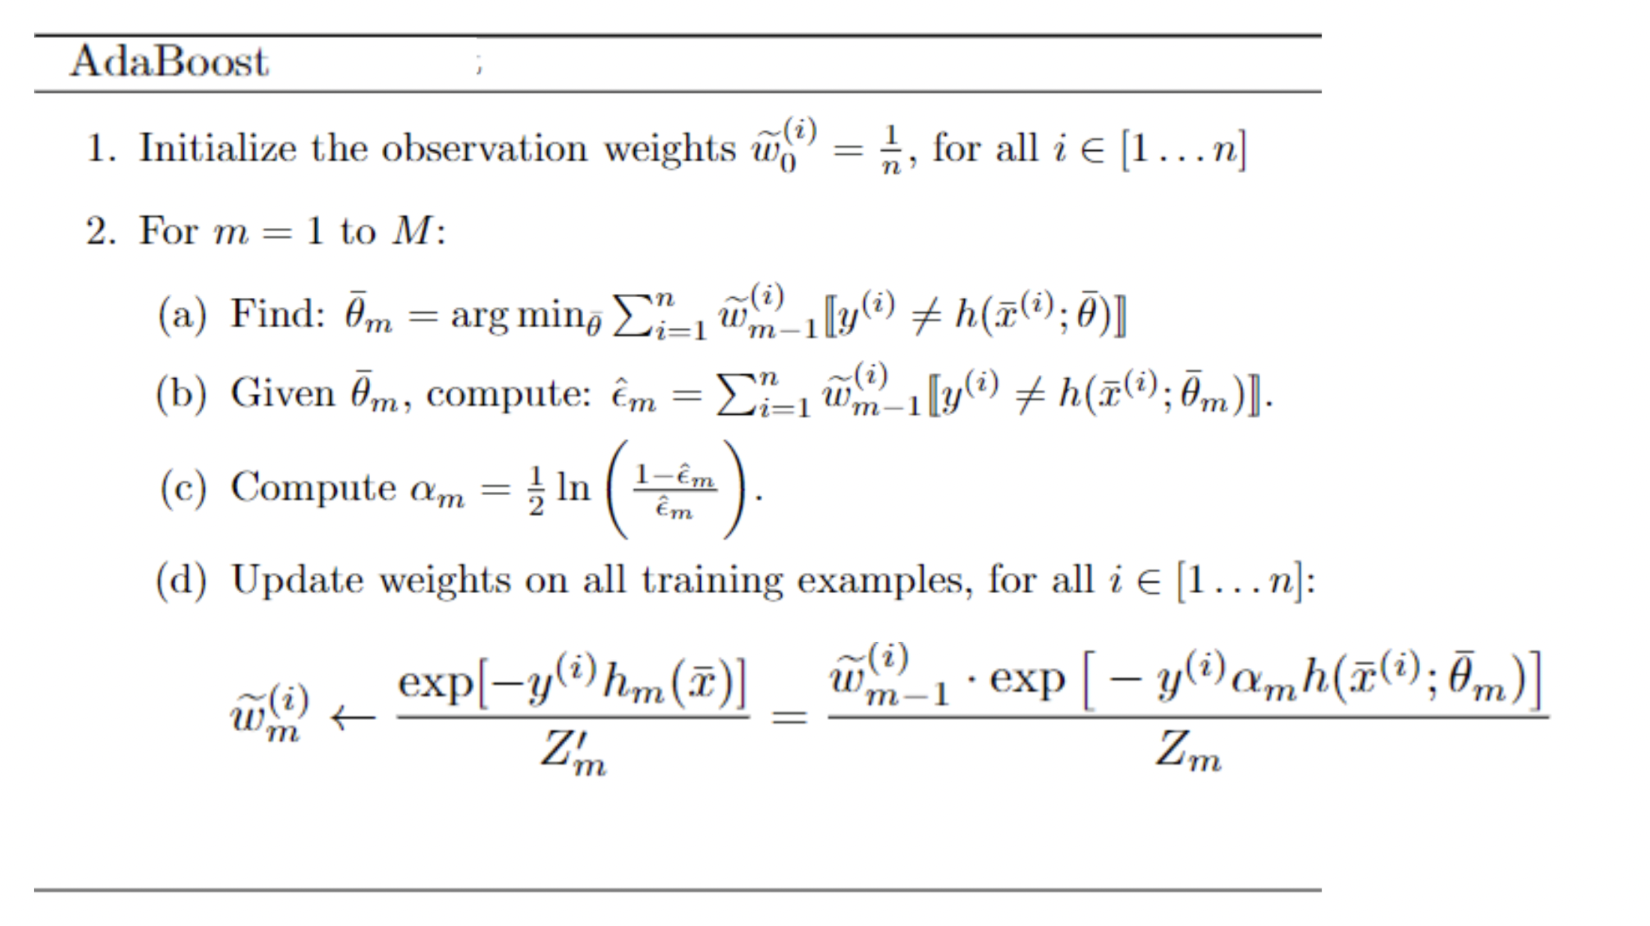 AdaBoost ;
1. Initialize the observation weights $\widetilde{w}_0^{(i)} = \frac{1}{n}$, for all $i \in [1 \ldots n]$
2. For $m = 1$ to $M$:
(a) Find: $\bar{\theta}_m = \arg\min_{\bar{\theta}} \sum_{i=1}^{n} \widetilde{w}_{m-1}^{(i)} [\![ y^{(i)} \neq h(\bar{x}^{(i)}; \bar{\theta}) ]\!]$
(b) Given $\bar{\theta}_m$, compute: $\hat{\epsilon}_m = \sum_{i=1}^{n} \widetilde{w}_{m-1}^{(i)} [\![ y^{(i)} \neq h(\bar{x}^{(i)}; \bar{\theta}_m) ]\!]$.
(c) Compute $\alpha_m = \frac{1}{2} \ln \left( \frac{1-\hat{\epsilon}_m}{\hat{\epsilon}_m} \right)$.
(d) Update weights on all training examples, for all $i \in [1 \ldots n]$:
$\widetilde{w}_m^{(i)} \leftarrow \frac{\exp[-y^{(i)} h_m(\bar{x})]}{Z'_m} = \frac{\widetilde{w}_{m-1}^{(i)} \cdot \exp[-y^{(i)} \alpha_m h(\bar{x}^{(i)}; \bar{\theta}_m)]}{Z_m}$